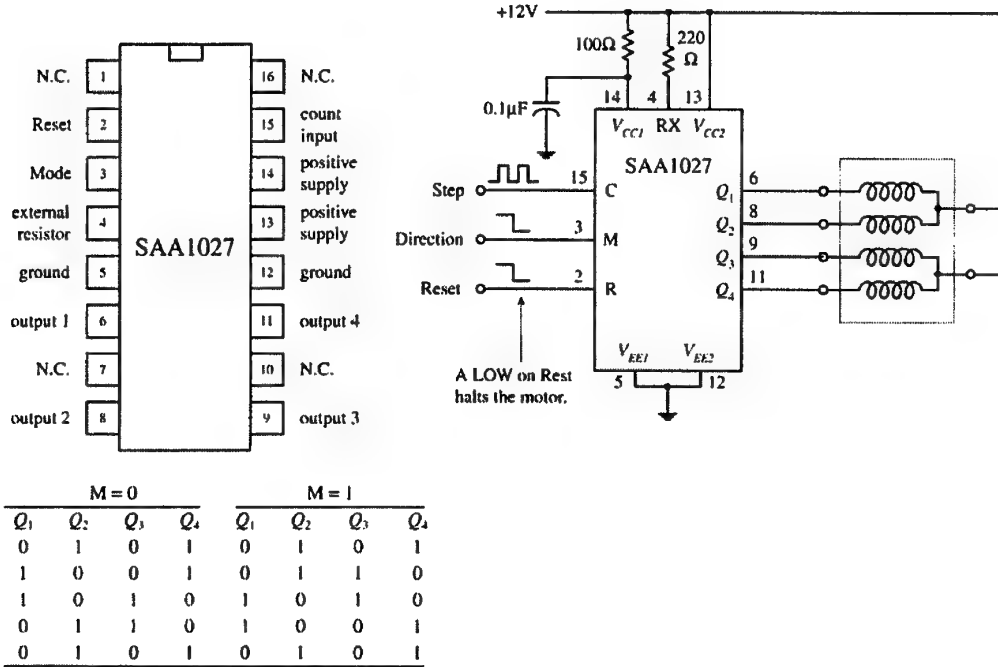 N.C. 1 16 N.C.
Reset 2 15 count input
Mode 3 14 positive supply
external resistor 4 13 positive supply
SAA1027
ground 5 12 ground
output 1 6 11 output 4
N.C. 7 10 N.C.
output 2 8 9 output 3
+12V
100Ω 220 Ω
0.1μF
14 4 13
VCC1 RX VCC2
SAA1027
Step 15 C
Direction 3 M
Reset 2 R
6 Q1
8 Q2
9 Q3
11 Q4
VEE1 VEE2
5 12
A LOW on Rest
halts the motor.
M = 0 M = 1
Q1 Q2 Q3 Q4 Q1 Q2 Q3 Q4
0 1 0 1 0 1 0 1
1 0 0 1 0 1 1 0
1 0 1 0 1 0 1 0
0 1 1 0 1 0 0 1
0 1 0 1 0 1 0 1